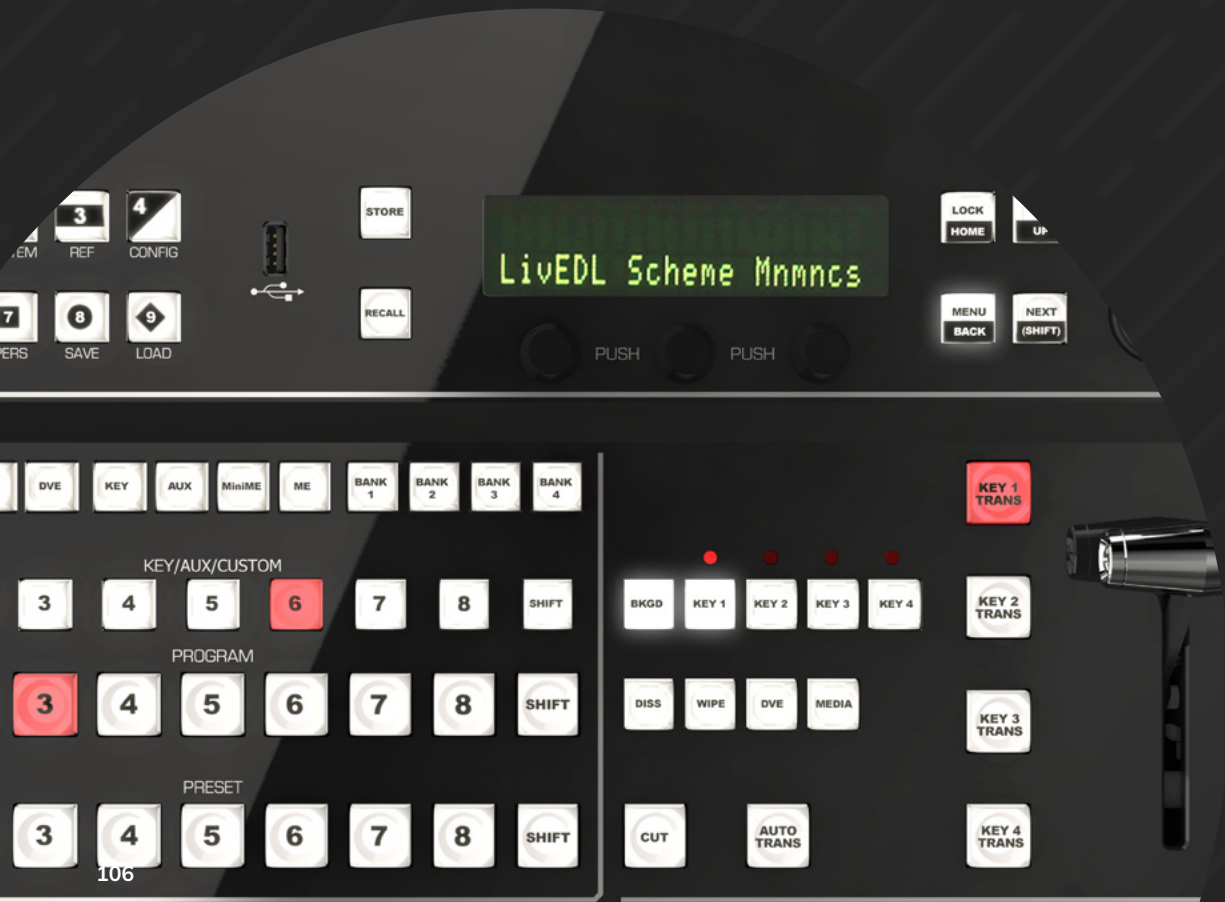 3
4
STORE
LOCK
HOME
REF
CONFIG
LivEDL Scheme Mnmncs
7
8
9
RECALL
MENU
BACK
NEXT
(SHIFT)
SAVE
LOAD
PUSH
PUSH
DVE
KEY
AUX
MiniME
ME
BANK
1
BANK
2
BANK
3
BANK
4
KEY 1
TRANS
KEY/AUX/CUSTOM
3
4
5
6
7
8
SHIFT
BKGD
KEY 1
KEY 2
KEY 3
KEY 4
KEY 2
TRANS
PROGRAM
3
4
5
6
7
8
SHIFT
DISS
WIPE
DVE
MEDIA
KEY 3
TRANS
PRESET
3
4
5
6
7
8
SHIFT
CUT
AUTO
TRANS
KEY 4
TRANS
106